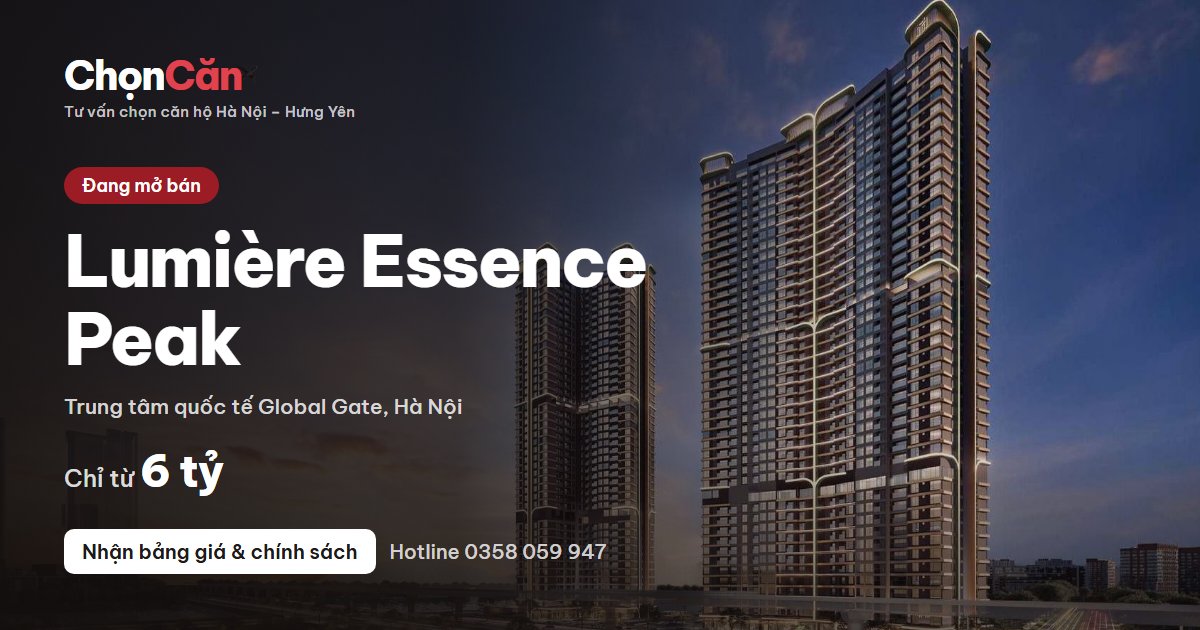 ChọnCăn
Tư vấn chọn căn hộ Hà Nội – Hưng Yên
Đang mở bán
Lumière Essence
Peak
Trung tâm quốc tế Global Gate, Hà Nội
Chỉ từ 6 tỷ
Nhận bảng giá & chính sách
Hotline 0358 059 947